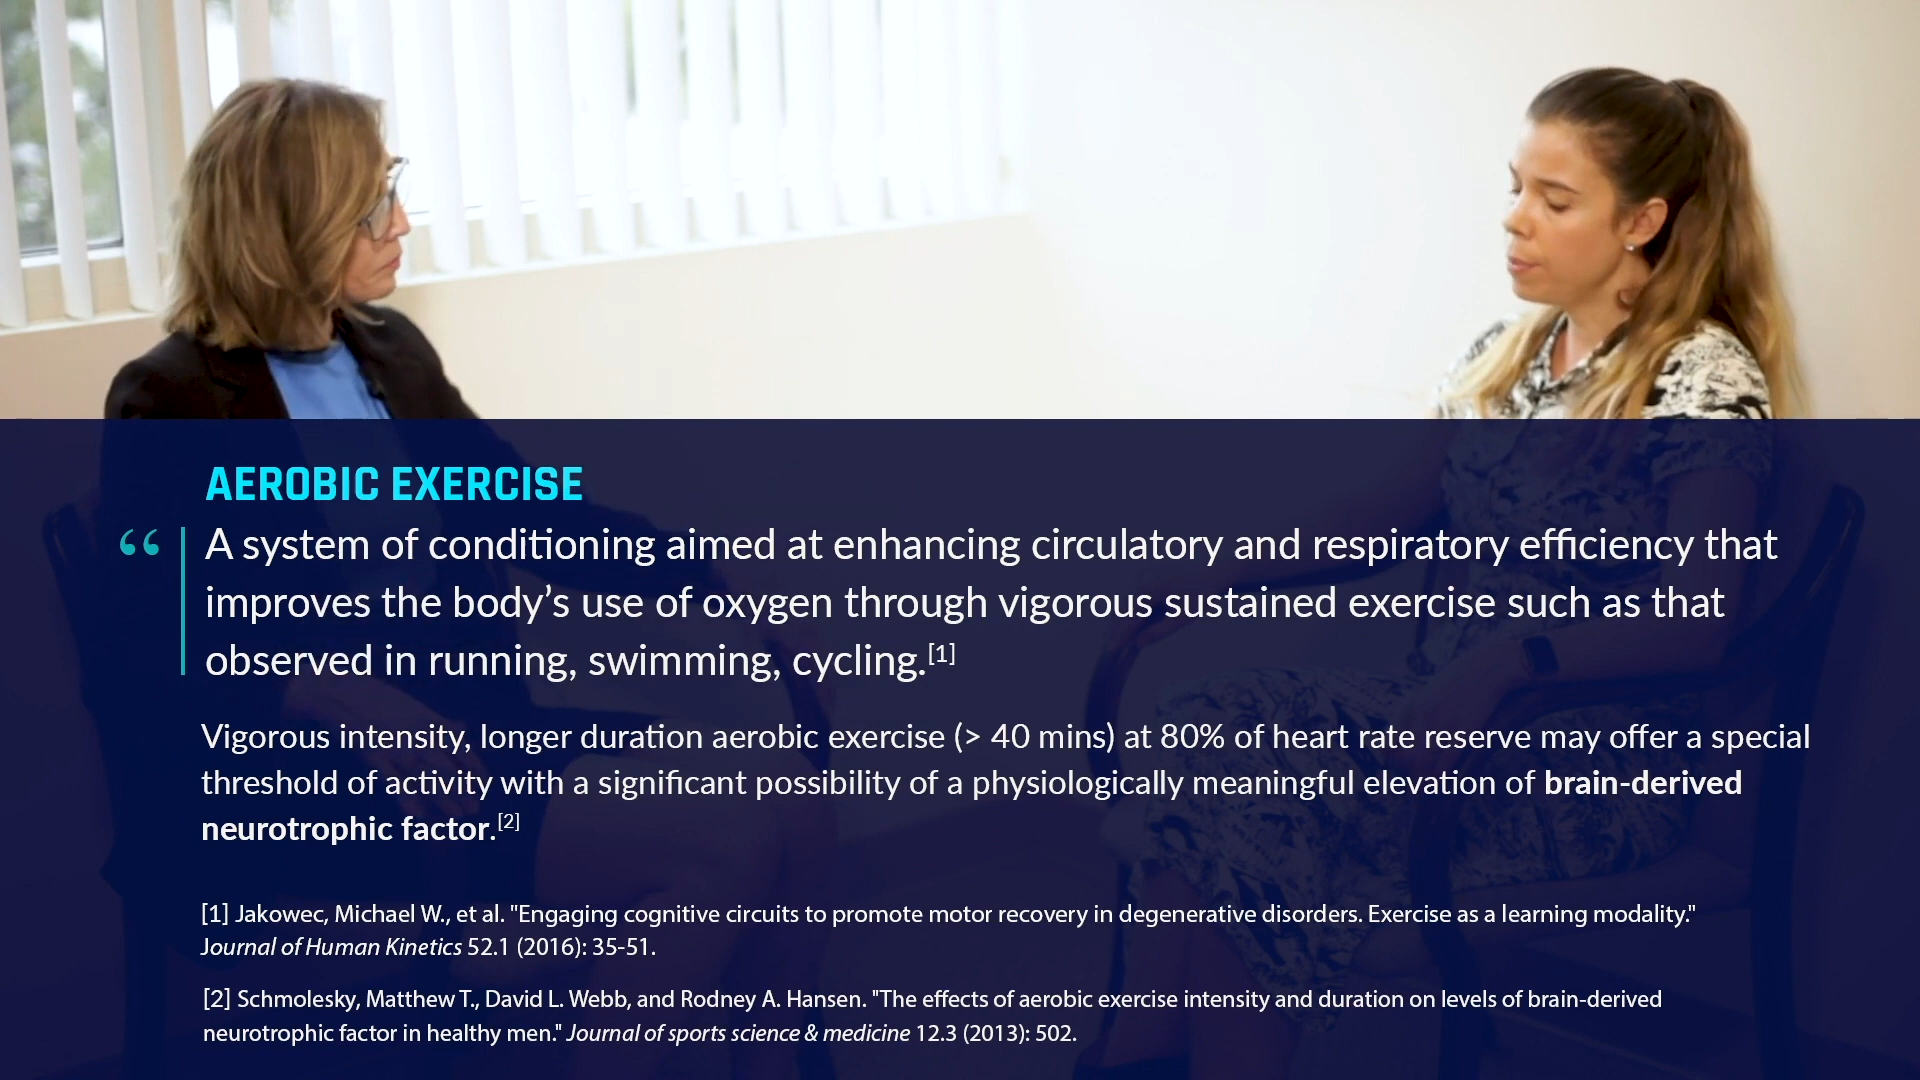 AEROBIC EXERCISE
“ A system of conditioning aimed at enhancing circulatory and respiratory efficiency that
improves the body’s use of oxygen through vigorous sustained exercise such as that
observed in running, swimming, cycling.[1]
Vigorous intensity, longer duration aerobic exercise (> 40 mins) at 80% of heart rate reserve may offer a special
threshold of activity with a significant possibility of a physiologically meaningful elevation of brain-derived
neurotrophic factor.[2]
[1] Jakowec, Michael W., et al. "Engaging cognitive circuits to promote motor recovery in degenerative disorders. Exercise as a learning modality."
Journal of Human Kinetics 52.1 (2016): 35-51.
[2] Schmolesky, Matthew T., David L. Webb, and Rodney A. Hansen. "The effects of aerobic exercise intensity and duration on levels of brain-derived
neurotrophic factor in healthy men." Journal of sports science & medicine 12.3 (2013): 502.